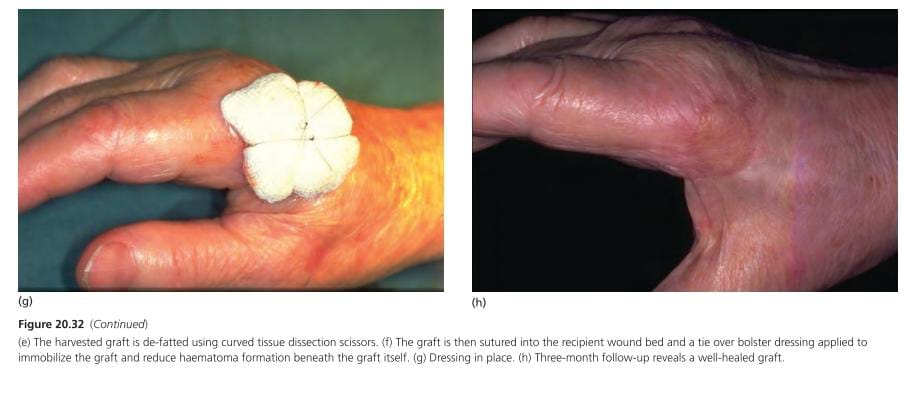 (g)
(h)
Figure 20.32 (Continued)
(e) The harvested graft is de-fatted using curved tissue dissection scissors. (f) The graft is then sutured into the recipient wound bed and a tie over bolster dressing applied to
immobilize the graft and reduce haematoma formation beneath the graft itself. (g) Dressing in place. (h) Three-month follow-up reveals a well-healed graft.